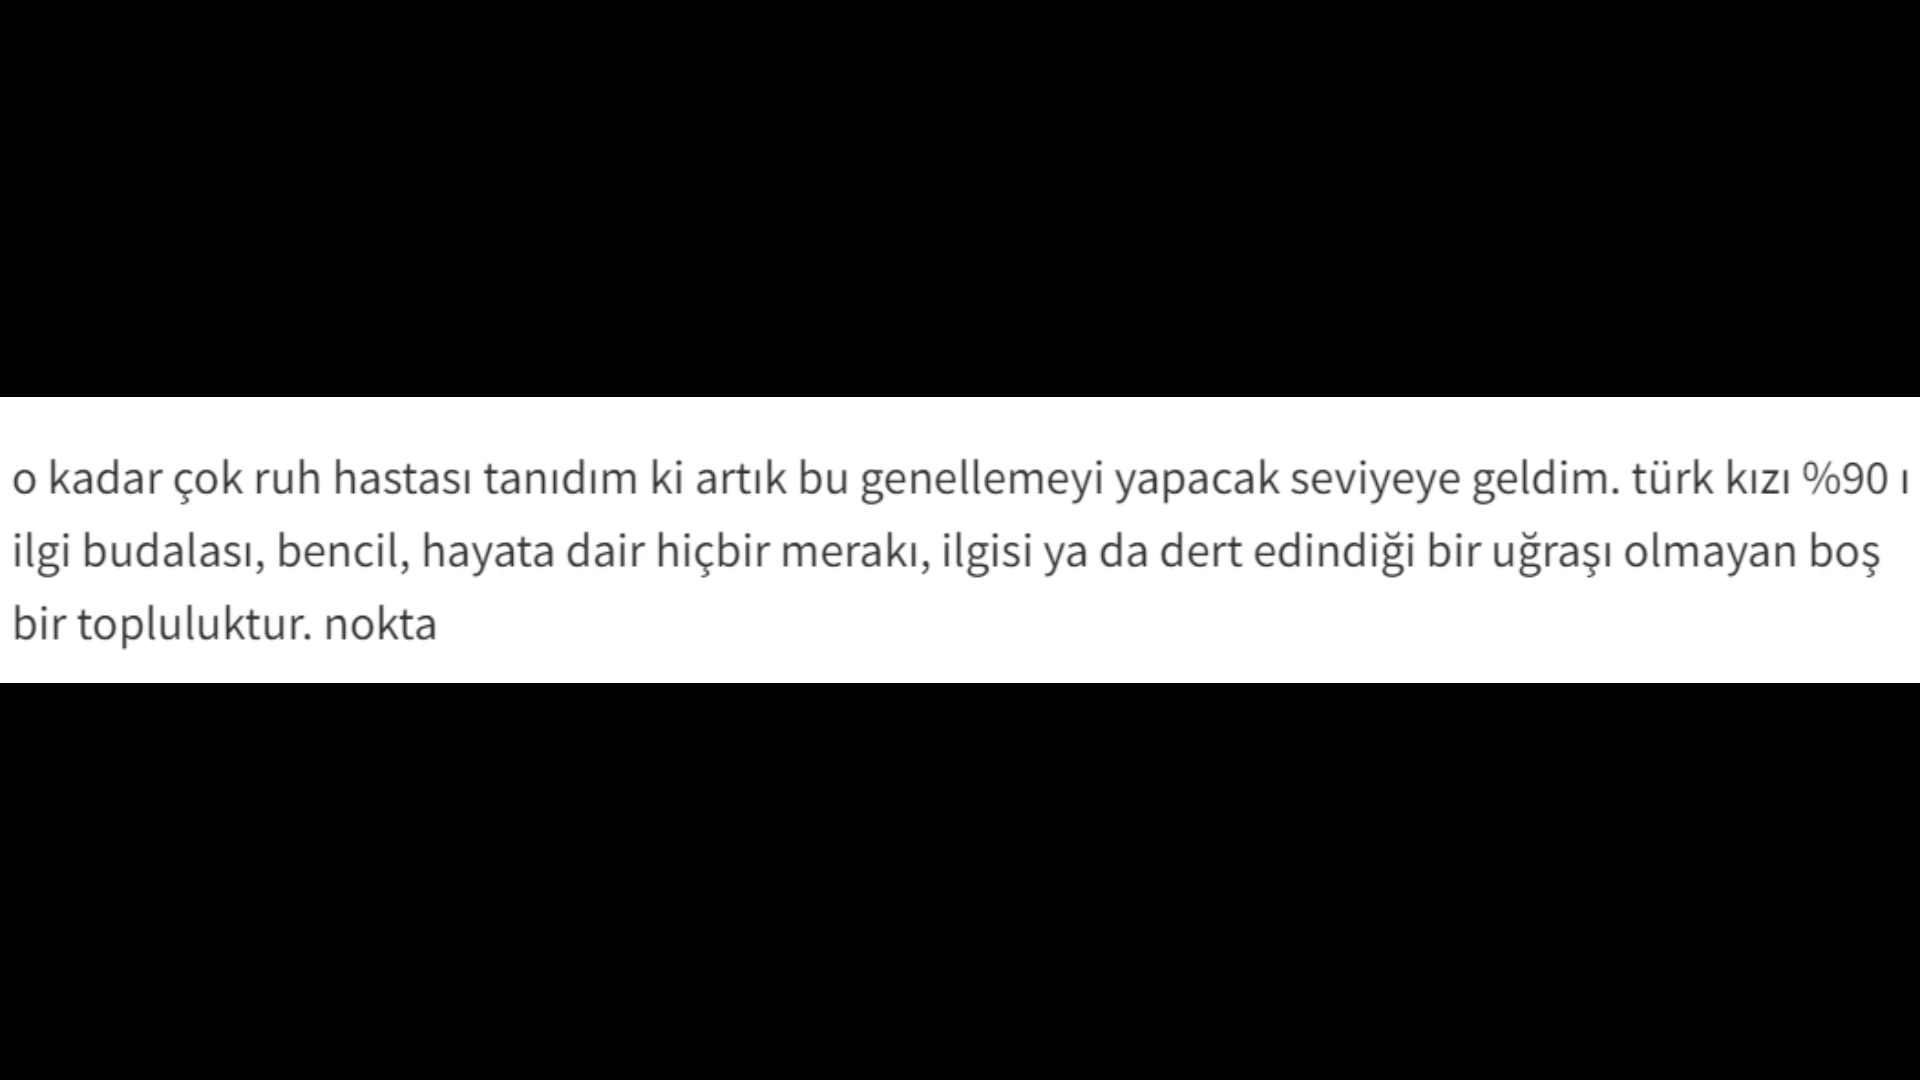 o kadar çok ruh hastası tanıdım ki artık bu genellemeyi yapacak seviyeye geldim. türk kızı %90 ı
ilgi budalası, bencil, hayata dair hiçbir merakı, ilgisi ya da dert edindiği bir uğraşı olmayan boş
bir topluluktur. nokta